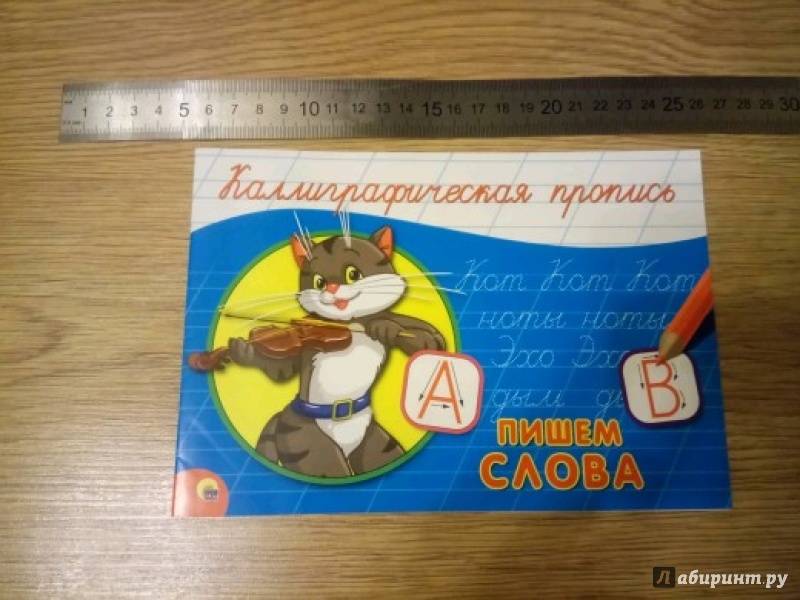 1 2 3 4 5 6 7 8 9 10 11 12 13 14 15 16 17 18 19 20 21 22 23 24 25 26 27 28 29 30
Каллиграфическая пропись
Кот Кот Кот
ноты ноты
Эхо
дым
А В
ПИШЕМ
СЛОВА
Лабиринт.ру